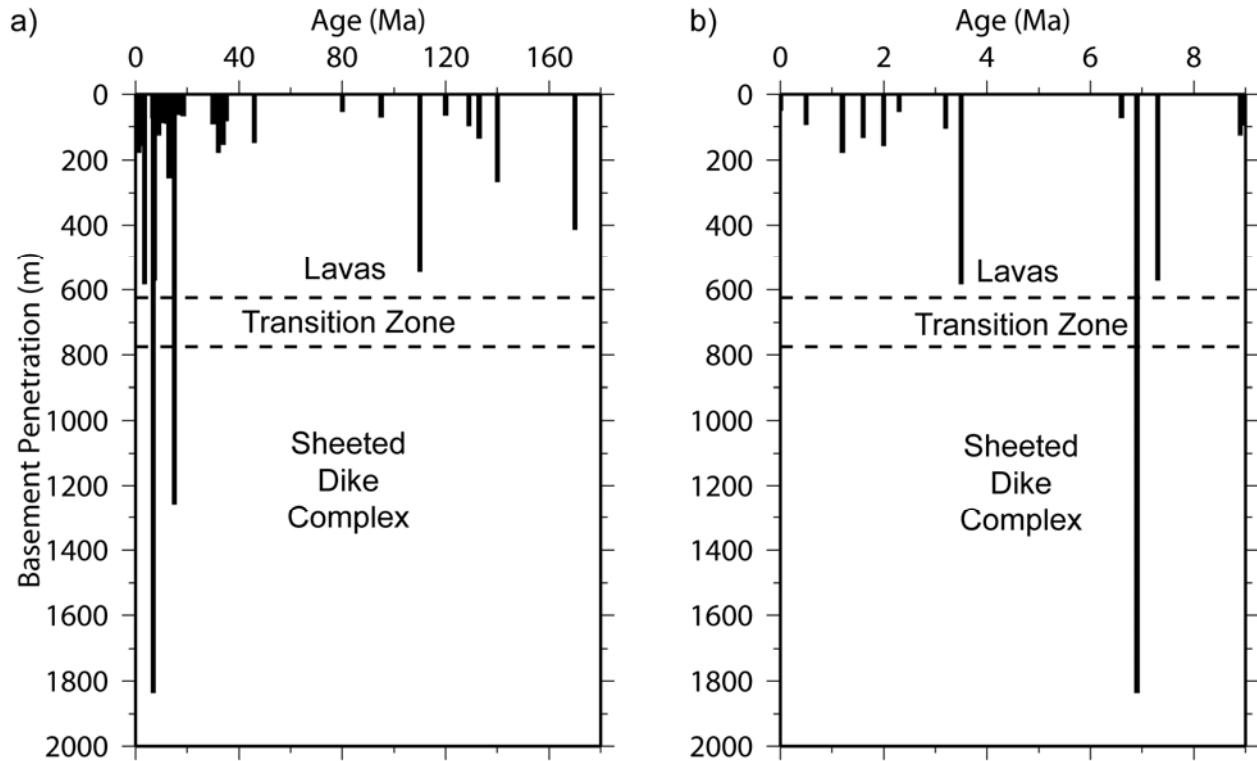 a)
Age (Ma)
0 40 80 120 160
Basement Penetration (m)
0
200
400
600
800
1000
1200
1400
1600
1800
2000
Lavas
Transition Zone
Sheeted
Dike
Complex
b)
Age (Ma)
0 2 4 6 8
0
200
400
600
800
1000
1200
1400
1600
1800
2000
Lavas
Transition Zone
Sheeted
Dike
Complex